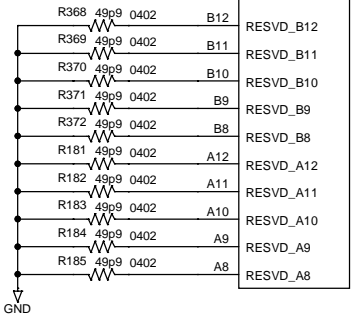 R368 49p9 0402 B12 RESVD_B12
R369 49p9 0402 B11 RESVD_B11
R370 49p9 0402 B10 RESVD_B10
R371 49p9 0402 B9 RESVD_B9
R372 49p9 0402 B8 RESVD_B8
R181 49p9 0402 A12 RESVD_A12
R182 49p9 0402 A11 RESVD_A11
R183 49p9 0402 A10 RESVD_A10
R184 49p9 0402 A9 RESVD_A9
R185 49p9 0402 A8 RESVD_A8
GND